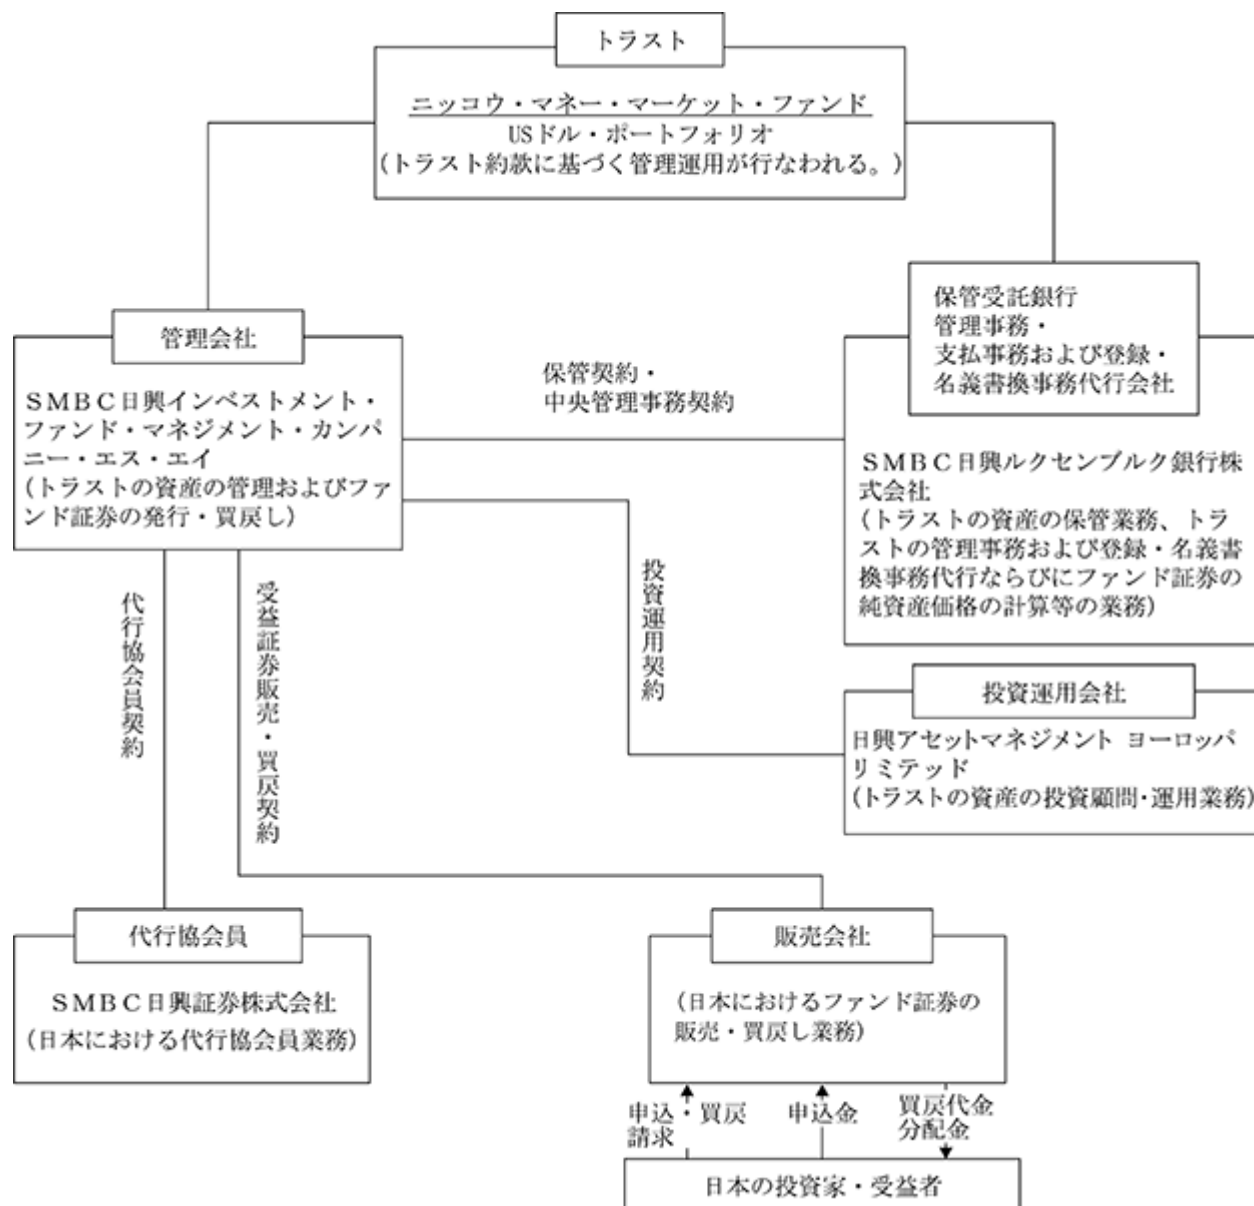 トラスト
ニッコウ・マネー・マーケット・ファンド
USドル・ポートフォリオ
(トラスト約款に基づく管理運用が行なわれる。)
保管受託銀行
管理事務・
支払事務および登録・
名義書換事務代行会社
管理会社
SMBC日興インベストメント・
ファンド・マネジメント・カンパ
ニー・エス・エイ
(トラストの資産の管理およびファ
ンド証券の発行・買戻し)
保管契約・
中央管理事務契約
SMBC日興ルクセンブルク銀行株
式会社
(トラストの資産の保管業務、トラ
ストの管理事務および登録・名義書
換事務代行ならびにファンド証券の
純資産価格の計算等の業務)
代行協会員契約
受益証券販売・買戻契約
投資運用契約
投資運用会社
日興アセットマネジメント ヨーロッパ
リミテッド
(トラストの資産の投資顧問・運用業務)
代行協会員
SMBC日興証券株式会社
(日本における代行協会員業務)
販売会社
(日本におけるファンド証券の
販売・買戻し業務)
申込・買戻
請求
申込金
買戻代金
分配金
日本の投資家・受益者